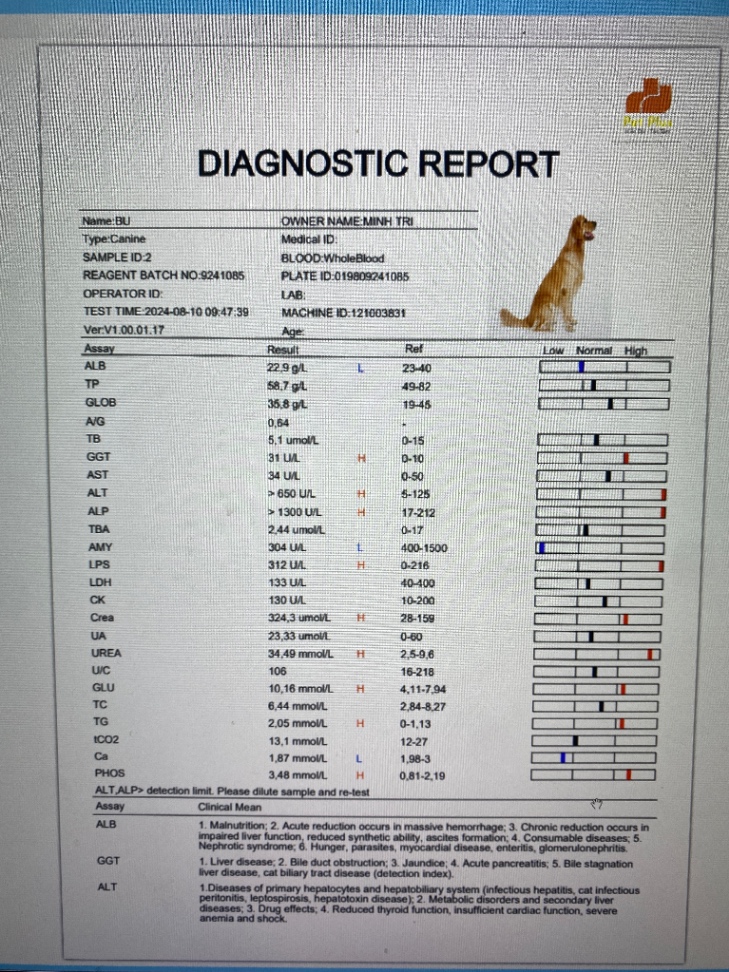 DIAGNOSTIC REPORT
Name:BU OWNER NAME:MINH TRI
Type:Canine Medical ID:
SAMPLE ID:2 BLOOD:WholeBlood
REAGENT BATCH NO:9241085 PLATE ID:019809241085
OPERATOR ID: LAB:
TEST TIME:2024-08-10 09:47:39 MACHINE ID:121003831
Ver:V1.00.01.17 Age:
Assay Result Ref Low Normal High
ALB 22,9 g/L L 23-40
TP 58,7 g/L 49-82
GLOB 35,8 g/L 19-45
A/G 0,64 -
TB 5,1 umol/L 0-15
GGT 31 U/L H 0-10
AST 34 U/L 0-50
ALT > 650 U/L H 5-125
ALP > 1300 U/L H 17-212
TBA 2,44 umol/L 0-17
AMY 304 U/L L 400-1500
LPS 312 U/L H 0-216
LDH 133 U/L 40-400
CK 130 U/L 10-200
Crea 324,3 umol/L H 28-159
UA 23,33 umol/L 0-60
UREA 34,49 mmol/L H 2,5-9,6
U/C 106 16-218
GLU 10,16 mmol/L H 4,11-7,94
TC 6,44 mmol/L 2,84-8,27
TG 2,05 mmol/L H 0-1,13
tCO2 13,1 mmol/L 12-27
Ca 1,87 mmol/L L 1,98-3
PHOS 3,48 mmol/L H 0,81-2,19
ALT,ALP> detection limit. Please dilute sample and re-test
Assay Clinical Mean
ALB 1. Malnutrition; 2. Acute reduction occurs in massive hemorrhage; 3. Chronic reduction occurs in
impaired liver function, reduced synthetic ability, ascites formation; 4. Consumable diseases; 5.
Nephrotic syndrome; 6. Hunger, parasites, myocardial disease, enteritis, glomerulonephritis.
GGT 1. Liver disease; 2. Bile duct obstruction; 3. Jaundice; 4. Acute pancreatitis; 5. Bile stagnation
liver disease, cat biliary tract disease (detection index).
ALT 1.Diseases of primary hepatocytes and hepatobiliary system (infectious hepatitis, cat infectious
peritonitis, leptospirosis, hepatotoxin disease); 2. Metabolic disorders and secondary liver
diseases; 3. Drug effects; 4. Reduced thyroid function, insufficient cardiac function, severe
anemia and shock.